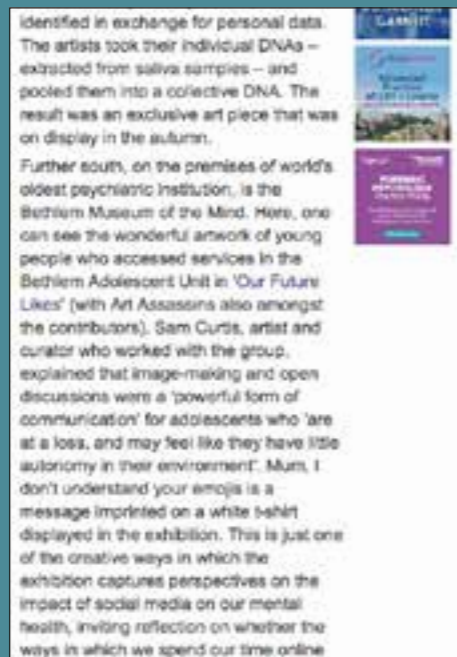 identified in exchange for personal data.
The artists took their individual DNAs –
extracted from saliva samples – and
pooled them into a collective DNA. The
result was an exclusive art piece that was
on display in the autumn.
Further south, on the premises of world's
oldest psychiatric institution, is the
Bethlem Museum of the Mind. Here, one
can see the wonderful artwork of young
people who accessed services in the
Bethlem Adolescent Unit in 'Our Future
Likes' (with Art Assassins also amongst
the contributors). Sam Curtis, artist and
curator who worked with the group,
explained that image-making and open
discussions were a 'powerful form of
communication' for adolescents who 'are
at a loss, and may feel like they have little
autonomy in their environment'. Mum, I
don't understand your emojis is a
message imprinted on a white t-shirt
displayed in the exhibition. This is just one
of the creative ways in which the
exhibition captures perspectives on the
impact of social media on our mental
health, inviting reflection on whether the
ways in which we spend our time online
FORENSIC
PSYCHOLOGY